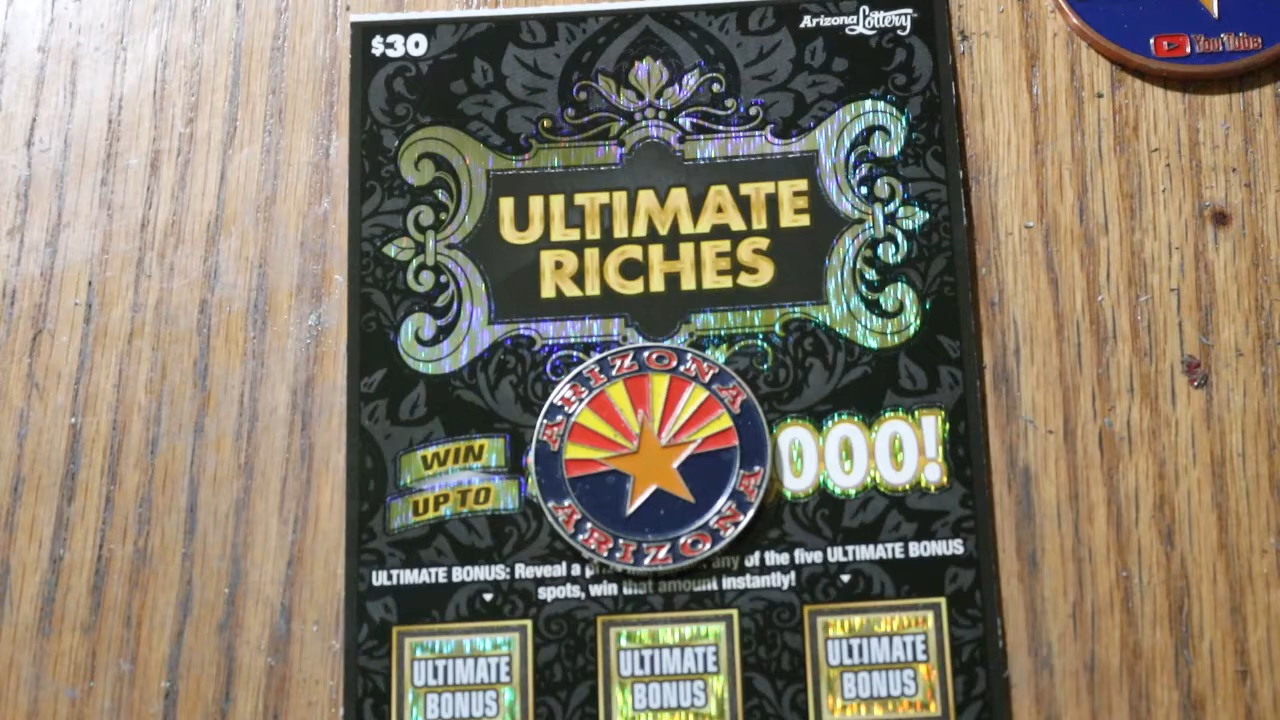 $30
Arizona Lottery
YouTube
ULTIMATE
RICHES
ARIZONA
WIN
UP TO
000!
ARIZONA
ULTIMATE BONUS: Reveal a any of the five ULTIMATE BONUS
spots, win that amount instantly!
ULTIMATE
BONUS
ULTIMATE
BONUS
ULTIMATE
BONUS